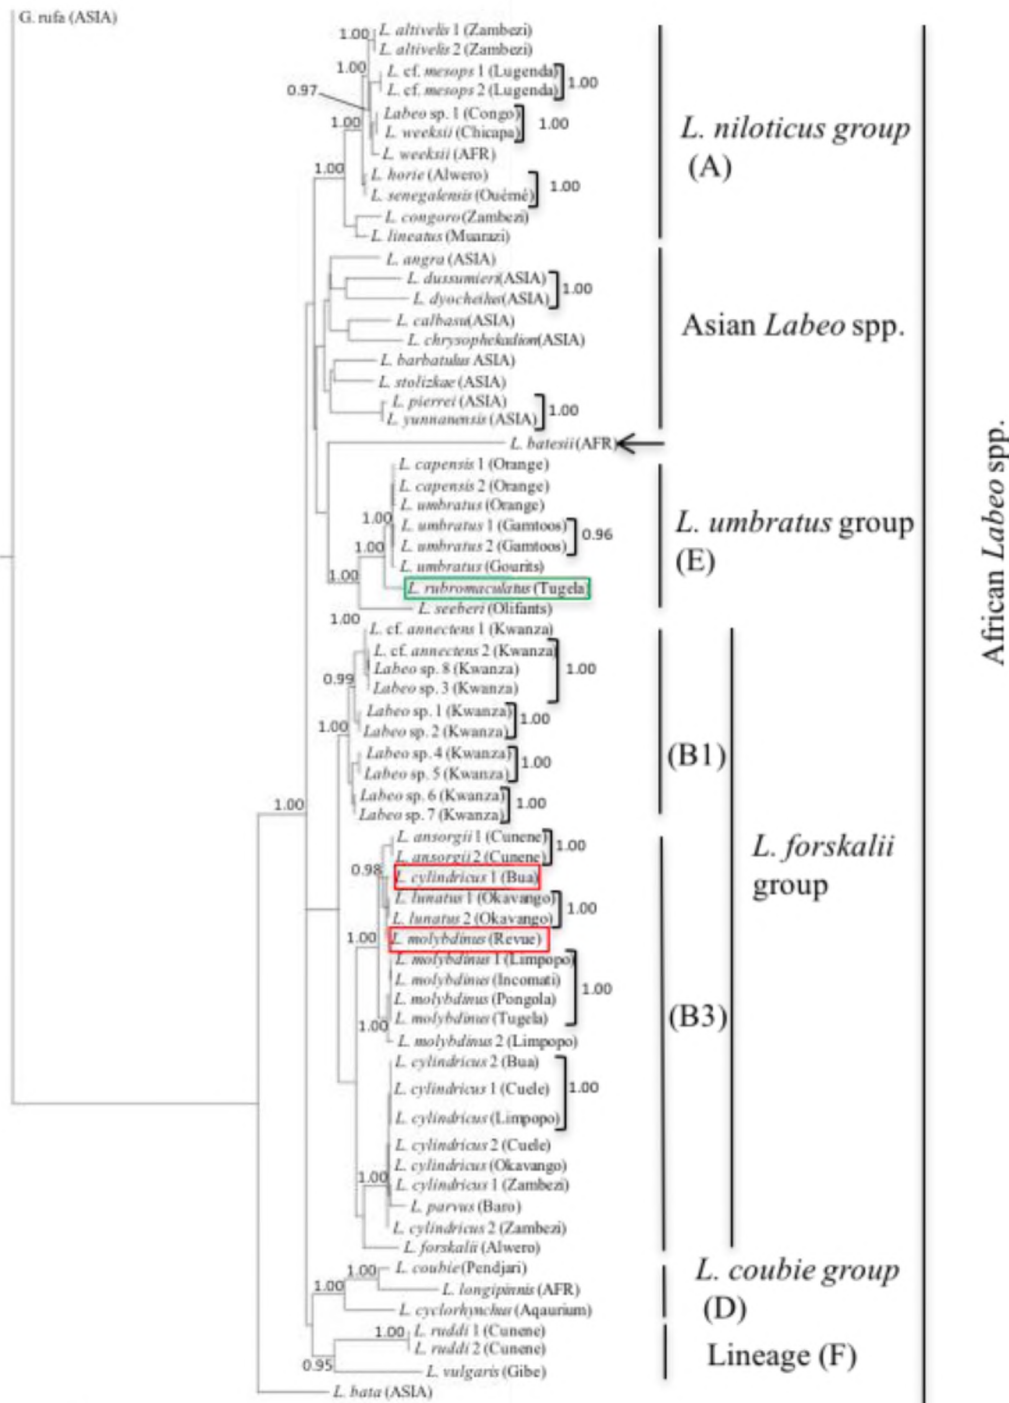 G. rufa (ASIA)
1.00
L. altivelis 1 (Zambezi)
L. altivelis 2 (Zambezi)
1.00
L. cf. mesops 1 (Lugenda)
L. cf. mesops 2 (Lugenda)
1.00
0.97
Labeo sp. 1 (Congo)
1.00
L. weeksii (Chicapa)
1.00
L. weeksii (AFR)
1.00
L. horie (Alwero)
L. senegalensis (Ouémé)
1.00
L. congoro (Zambezi)
L. lineatus (Muarazi)
L. niloticus group
(A)
L. angra (ASIA)
L. dussumieri(ASIA)
L. dyocheilus(ASIA)
1.00
L. calbasu(ASIA)
L. chrysophekadion(ASIA)
L. barbatulus ASIA)
L. stolizkae (ASIA)
L. pierrei (ASIA)
L. yunnanensis (ASIA)
1.00
Asian Labeo spp.
L. batesii (AFR)
L. capensis 1 (Orange)
L. capensis 2 (Orange)
L. umbratus (Orange)
1.00
L. umbratus 1 (Gamtoos)
L. umbratus 2 (Gamtoos)
0.96
1.00
L. umbratus (Gourits)
1.00
L. rubromaculatus (Tugela)
L. seeberi (Olifants)
L. umbratus group
(E)
African Labeo spp.
1.00
L. cf. annectens 1 (Kwanza)
L. cf. annectens 2 (Kwanza)
Labeo sp. 8 (Kwanza)
Labeo sp. 3 (Kwanza)
1.00
0.99
Labeo sp. 1 (Kwanza)
Labeo sp. 2 (Kwanza)
1.00
1.00
Labeo sp. 4 (Kwanza)
Labeo sp. 5 (Kwanza)
1.00
Labeo sp. 6 (Kwanza)
Labeo sp. 7 (Kwanza)
1.00
(B1)
1.00
L. ansorgii 1 (Cunene)
L. ansorgii 2 (Cunene)
1.00
0.98
L. cylindricus 1 (Bua)
L. lunatus 1 (Okavango)
L. lunatus 2 (Okavango)
1.00
1.00
L. molybdinus (Revue)
L. molybdinus 1 (Limpopo)
L. molybdinus (Incomati)
L. molybdinus (Pongola)
L. molybdinus (Tugela)
1.00
1.00
L. molybdinus 2 (Limpopo)
L. cylindricus 2 (Bua)
L. cylindricus 1 (Cuele)
L. cylindricus (Limpopo)
1.00
L. cylindricus 2 (Cuele)
L. cylindricus (Okavango)
1.00
L. cylindricus 1 (Zambezi)
L. parvus (Baro)
L. cylindricus 2 (Zambezi)
L. forskalii (Alwero)
(B3)
L. forskalii
group
1.00
L. coubie (Pendjari)
1.00
L. longipinnis (AFR)
L. cyclorhynchus (Aqaurium)
L. coubie group
(D)
1.00
L. ruddi 1 (Cunene)
L. ruddi 2 (Cunene)
0.95
L. vulgaris (Gibe)
Lineage (F)
L. bata (ASIA)